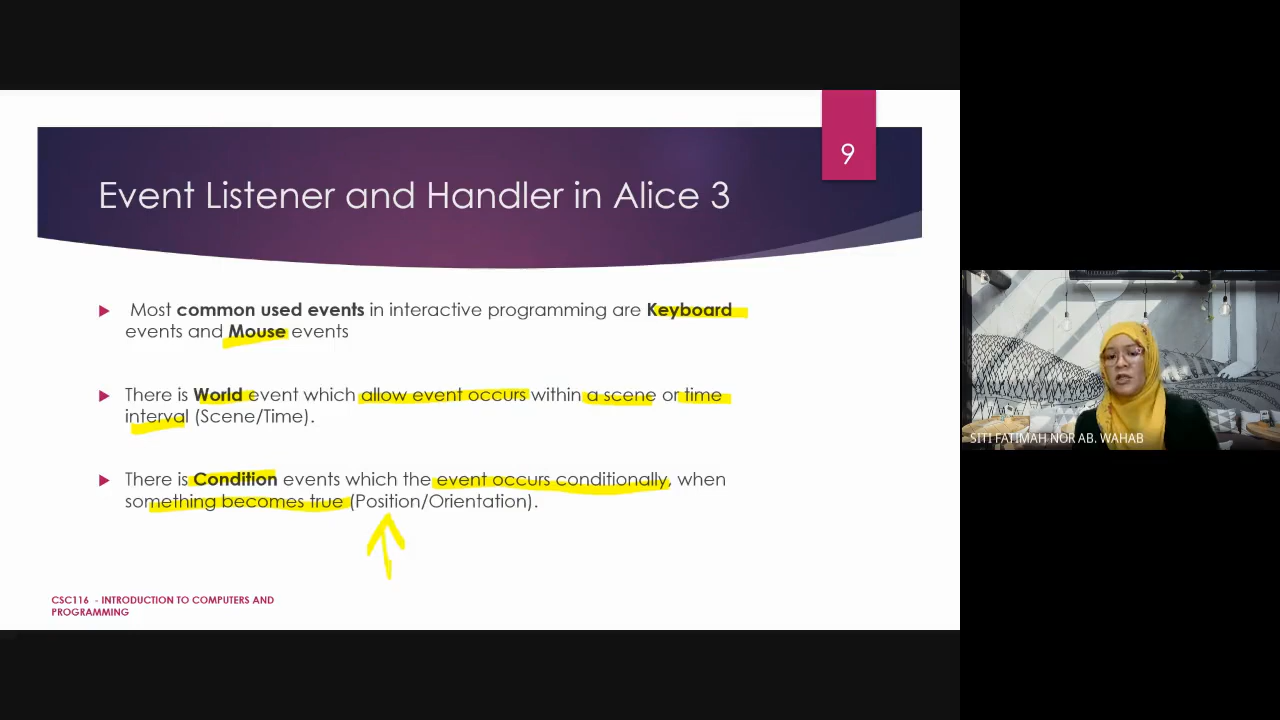 9
Event Listener and Handler in Alice 3
Most common used events in interactive programming are Keyboard
events and Mouse events
There is World event which allow event occurs within a scene or time
interval (Scene/Time).
There is Condition events which the event occurs conditionally, when
something becomes true (Position/Orientation).
CSC116 - INTRODUCTION TO COMPUTERS AND
PROGRAMMING
SITI FATIMAH NOR AB. WAHAB